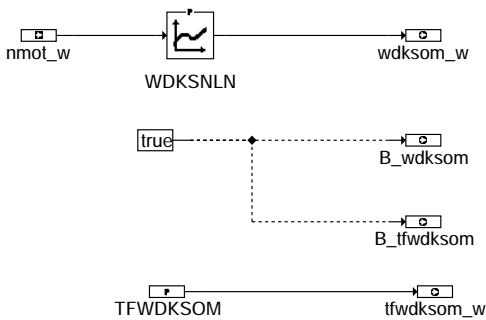 P
nmot_w
wdksom_w
WDKSNLN
true
B_wdksom
B_tfwdksom
P
TFWDKSOM
tfwdksom_w